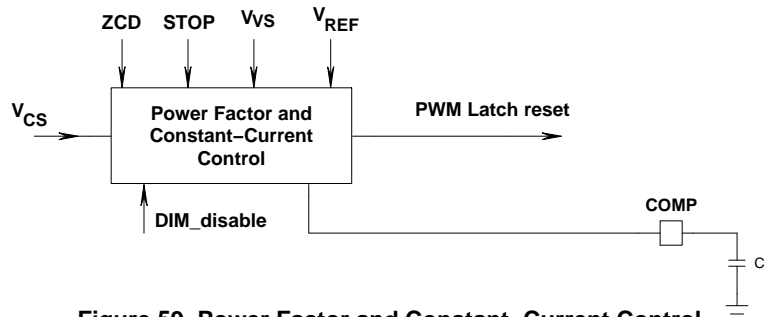 ZCD STOP VVS VREF
VCS
Power Factor and
Constant−Current
Control
PWM Latch reset
DIM_disable
COMP
C
Figure 59. Power Factor and Constant−Current Control